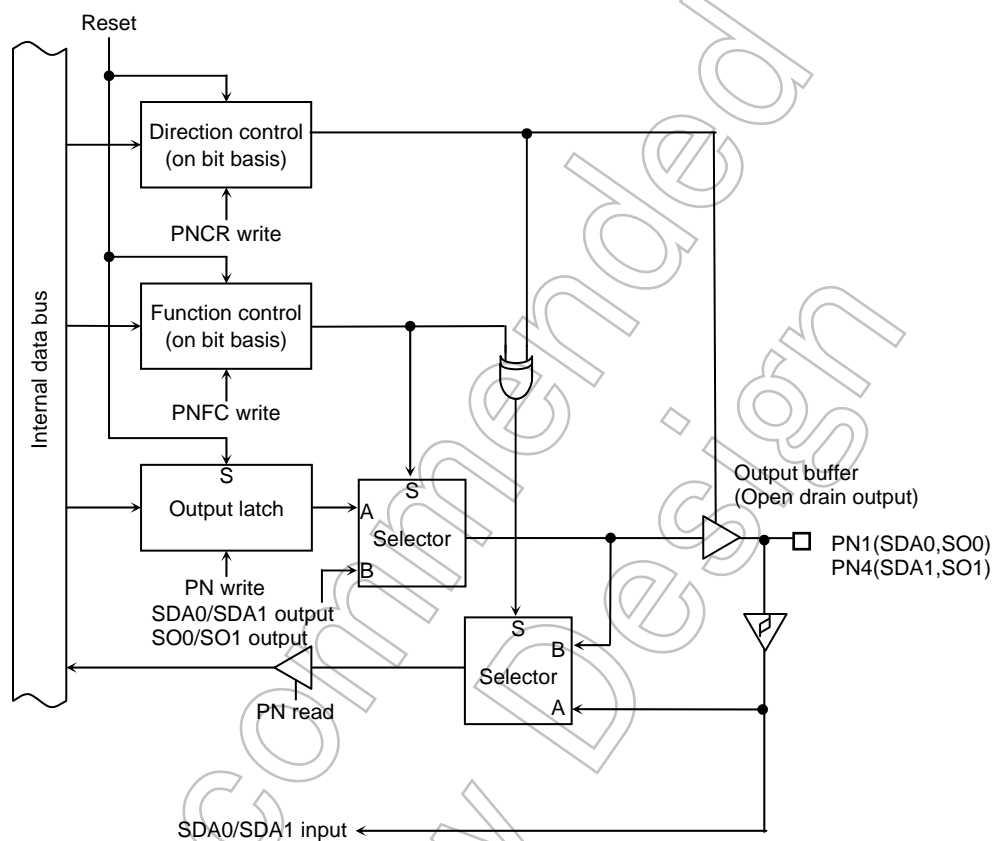 Reset
Internal data bus
Direction control
(on bit basis)
PNCR write
Function control
(on bit basis)
PNFC write
S
Output latch
PN write
SDA0/SDA1 output
SO0/SO1 output
S
A
Selector
B
Output buffer
(Open drain output)
PN1(SDA0,SO0)
PN4(SDA1,SO1)
S
B
Selector
A
PN read
SDA0/SDA1 input
commended
w Design